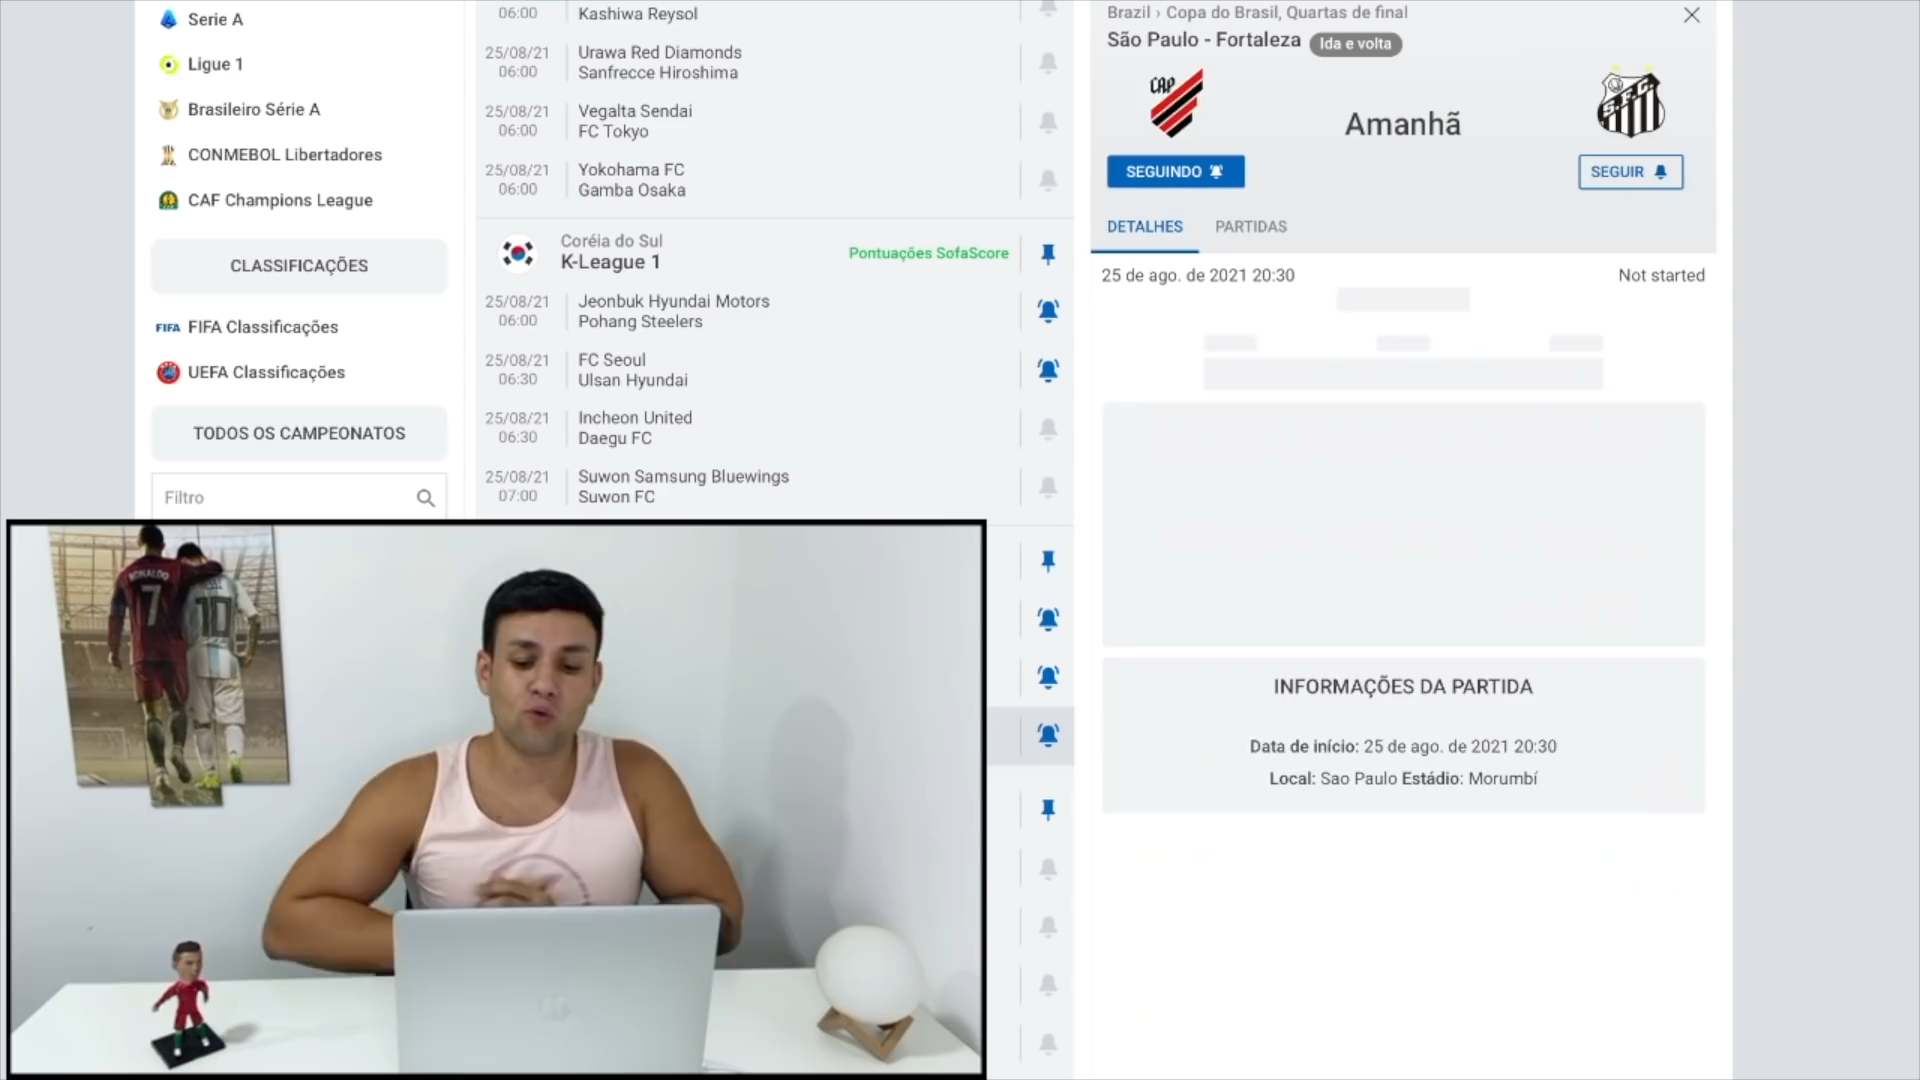 Serie A
Ligue 1
Brasileiro Série A
CONMEBOL Libertadores
CAF Champions League
CLASSIFICAÇÕES
FIFA FIFA Classificações
UEFA Classificações
TODOS OS CAMPEONATOS
Filtro
06:00 Kashiwa Reysol
25/08/21 Urawa Red Diamonds
06:00 Sanfrecce Hiroshima
25/08/21 Vegalta Sendai
06:00 FC Tokyo
25/08/21 Yokohama FC
06:00 Gamba Osaka
Coréia do Sul
K-League 1
Pontuações SofaScore
25/08/21 Jeonbuk Hyundai Motors
06:00 Pohang Steelers
25/08/21 FC Seoul
06:30 Ulsan Hyundai
25/08/21 Incheon United
06:30 Daegu FC
25/08/21 Suwon Samsung Bluewings
07:00 Suwon FC
Brazil › Copa do Brasil, Quartas de final
São Paulo - Fortaleza Ida e volta
CAP
Amanhã
S.F.C.
SEGUINDO
SEGUIR
DETALHES PARTIDAS
25 de ago. de 2021 20:30 Not started
INFORMAÇÕES DA PARTIDA
Data de início: 25 de ago. de 2021 20:30
Local: Sao Paulo Estádio: Morumbí
RONALDO
7
10